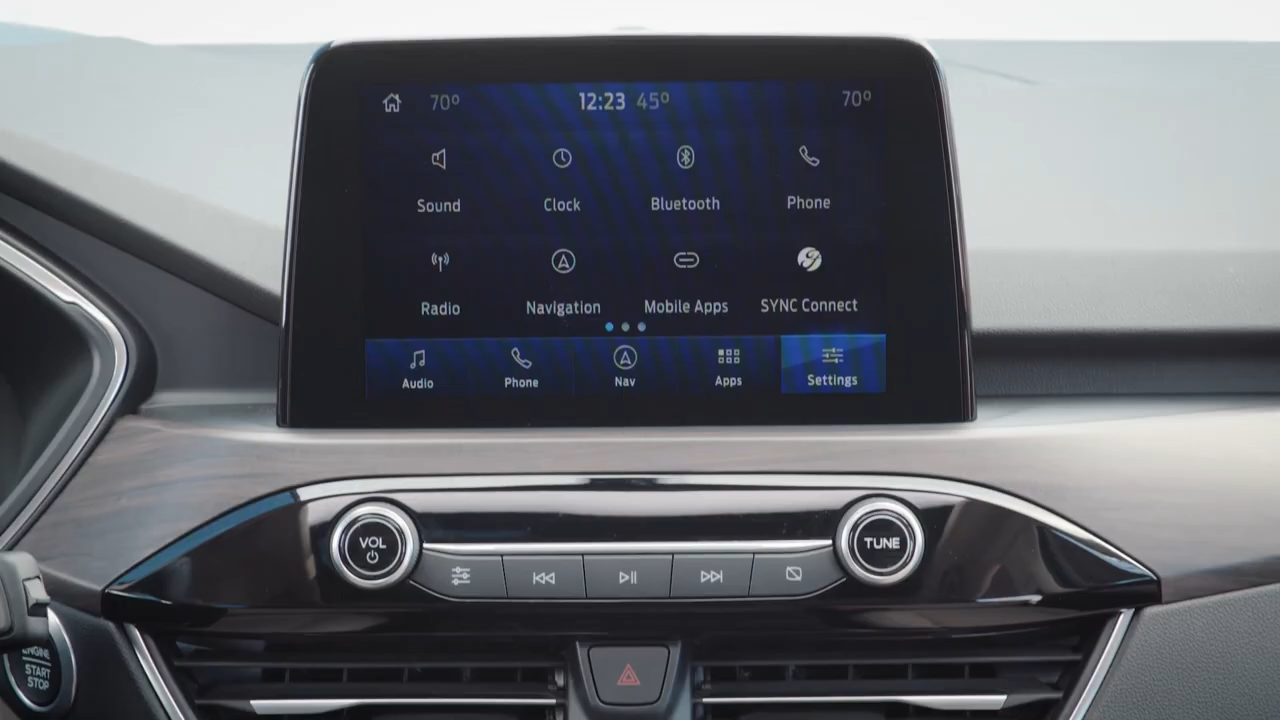 70° 12:23 45° 70°
Sound Clock Bluetooth Phone
Radio Navigation Mobile Apps SYNC Connect
Audio Phone Nav Apps Settings
VOL TUNE
ENGINE
START
STOP